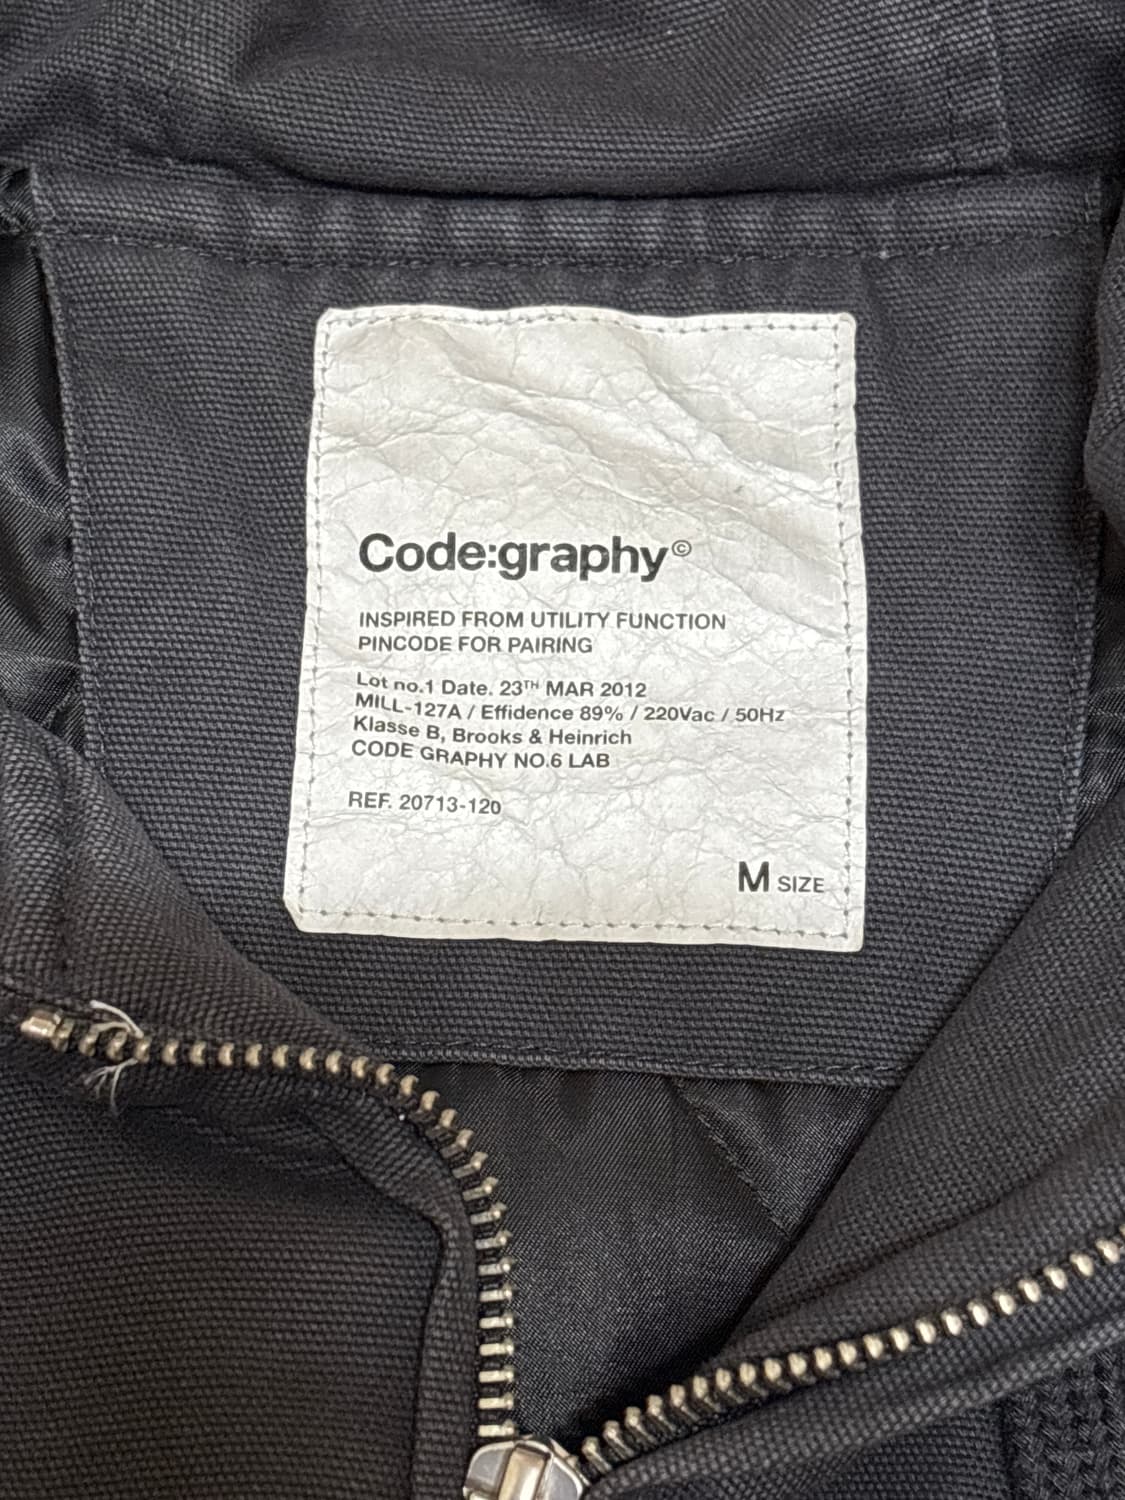 Code:graphy©
INSPIRED FROM UTILITY FUNCTION
PINCODE FOR PAIRING
Lot no.1 Date. 23TH MAR 2012
MILL-127A / Effidence 89% / 220Vac / 50Hz
Klasse B, Brooks & Heinrich
CODE GRAPHY NO.6 LAB
REF. 20713-120
M SIZE